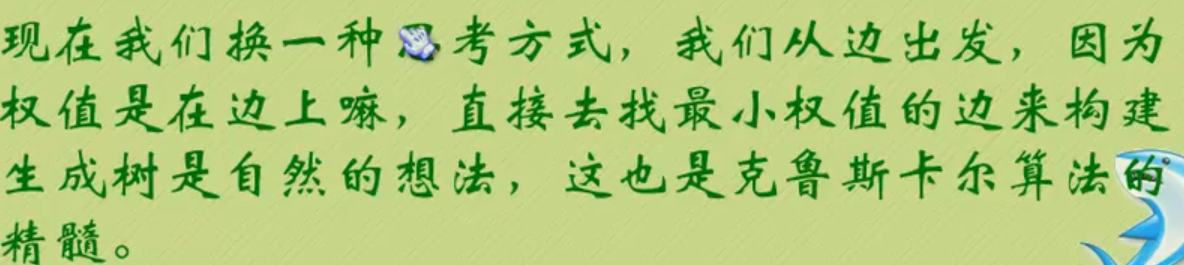 现在我们换一种思考方式，我们从边出发，因为
权值是在边上嘛，直接去找最小权值的边来构建
生成树是自然的想法，这也是克鲁斯卡尔算法的
精髓。